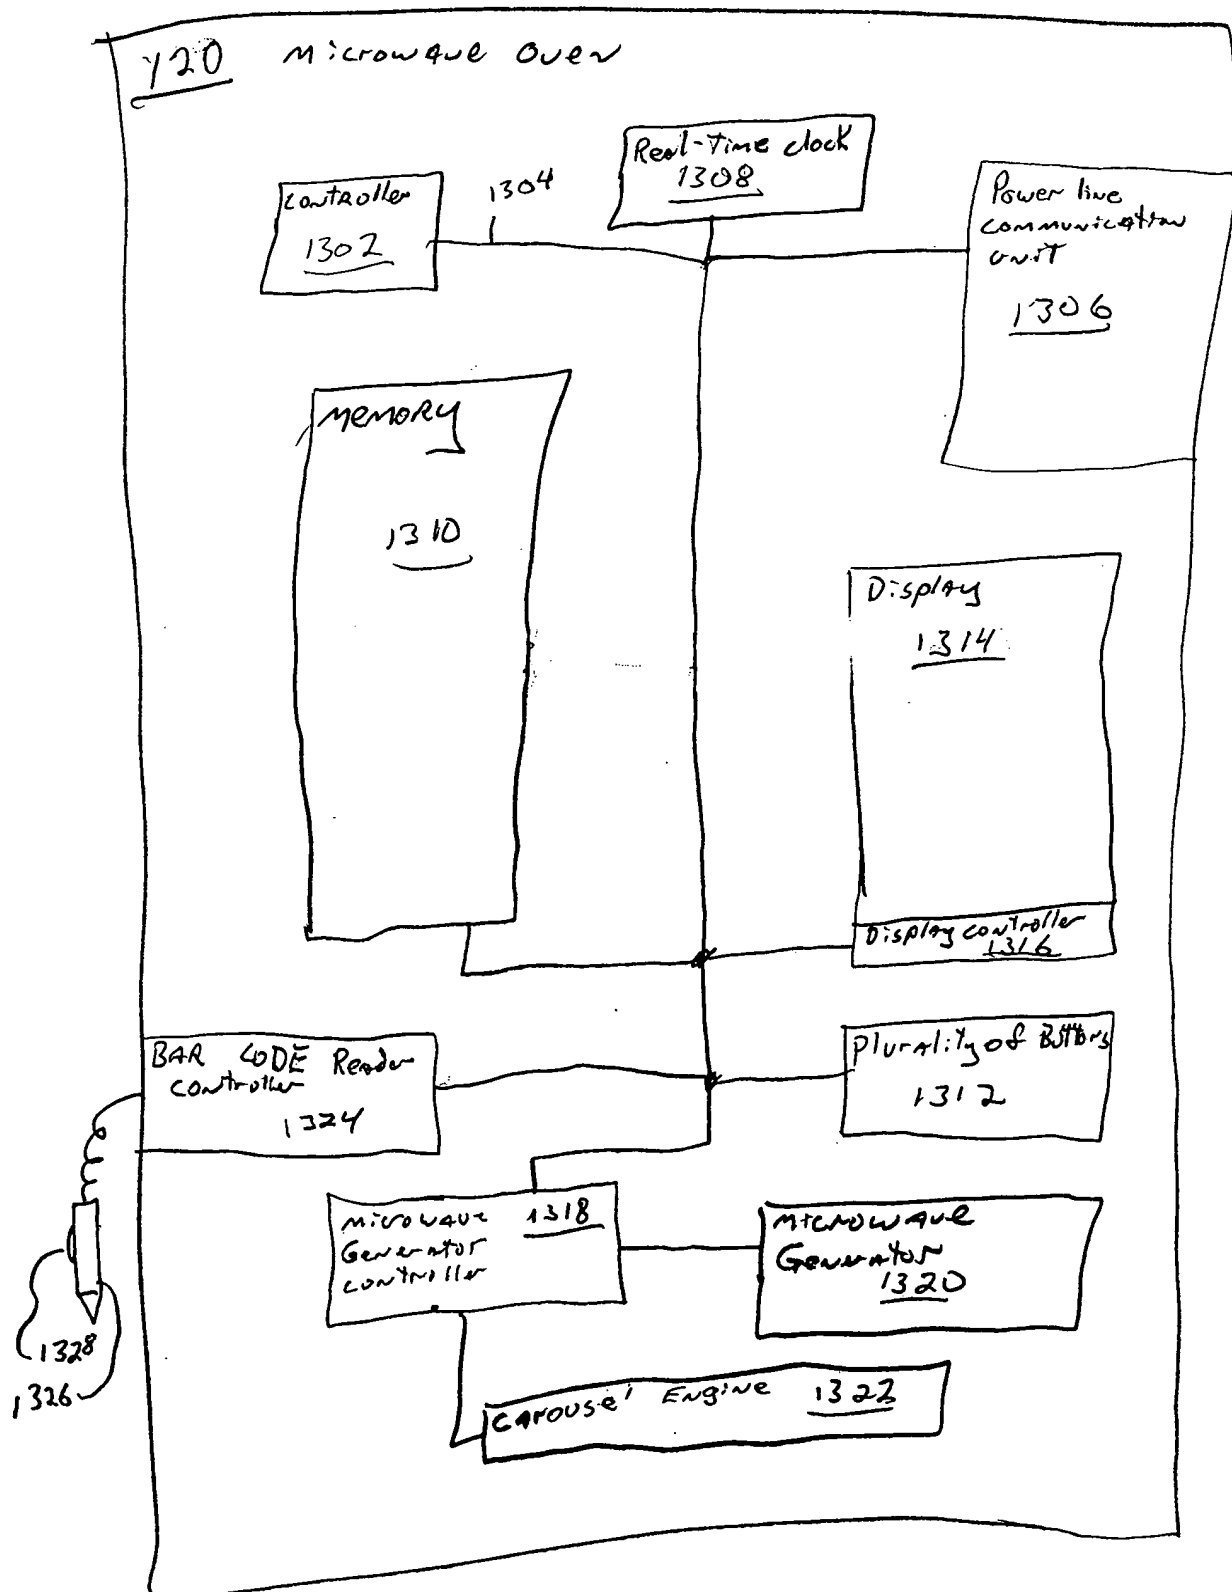 Y20 Microwave Oven
Real-Time clock
1308
controller
1302
1304
Power line
communication
unit
1306
MEMORY
1310
Display
1314
Display controller
1316
BAR CODE Reader
controller
1324
Plurality of Buttons
1312
Microwave 1318
Generator
controller
Microwave
Generator
1320
1328
1326
Carousel Engine 1322